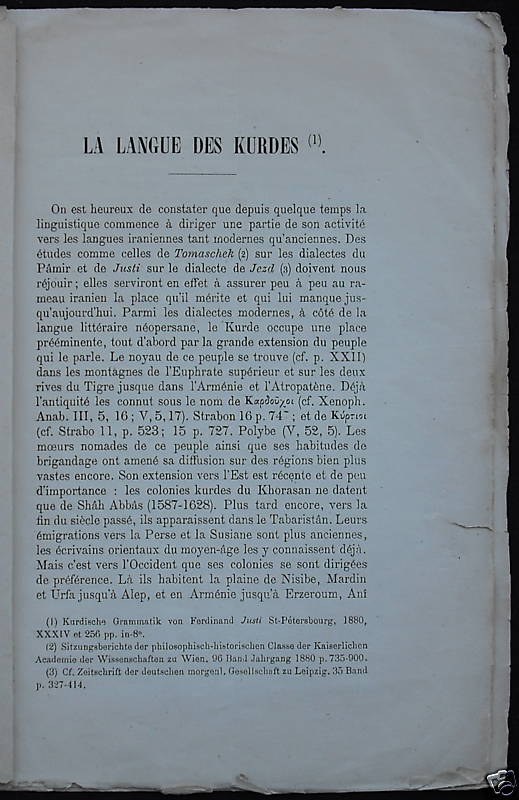 LA LANGUE DES KURDES (1).
On est heureux de constater que depuis quelque temps la
linguistique commence à diriger une partie de son activité
vers les langues iraniennes tant modernes qu'anciennes. Des
études comme celles de Tomaschek (2) sur les dialectes du
Pâmir et de Justi sur le dialecte de Jezd (3) doivent nous
réjouir ; elles serviront en effet à assurer peu à peu au ra-
meau iranien la place qu'il mérite et qui lui manque jus-
qu'aujourd'hui. Parmi les dialectes modernes, à côté de la
langue littéraire néopersane, le Kurde occupe une place
prééminente, tout d'abord par la grande extension du peuple
qui le parle. Le noyau de ce peuple se trouve (cf. p. XXII)
dans les montagnes de l'Euphrate supérieur et sur les deux
rives du Tigre jusque dans l'Arménie et l'Atropatène. Déjà
l'antiquité les connut sous le nom de Καρδοῦχοι (cf. Xenoph.
Anab. III, 5, 16 ; V, 5, 17). Strabon 16 p. ; et de Κύρτιοι
(cf. Strabo 11, p. 523 ; 15 p. 727. Polybe (V, 52, 5). Les
mœurs nomades de ce peuple ainsi que ses habitudes de
brigandage ont amené sa diffusion sur des régions bien plus
vastes encore. Son extension vers l'Est est récente et de peu
d'importance : les colonies kurdes du Khorasan ne datent
que de Shâh Abbâs (1587-1628). Plus tard encore, vers la
fin du siècle passé, ils apparaissent dans le Tabaristân. Leurs
émigrations vers la Perse et la Susiane sont plus anciennes,
les écrivains orientaux du moyen-âge les y connaissent déjà.
Mais c'est vers l'Occident que ses colonies se sont dirigées
de préférence. Là ils habitent la plaine de Nisibe, Mardin
et Urfa jusqu'à Alep, et en Arménie jusqu'à Erzeroum, Ani
(1) Kurdische Grammatik von Ferdinand Justi St-Pétersbourg, 1880,
XXXIV et 256 pp. in-8°.
(2) Sitzungsberichte der philosophisch-historischen Classe der Kaiserlichen
Academie der Wissenschaften zu Wien. 96 Band Jahrgang 1880 p. 735-900.
(3) Cf. Zeitschrift der deutschen morgenl. Gesellschaft zu Leipzig. 35 Band
p. 327-414.